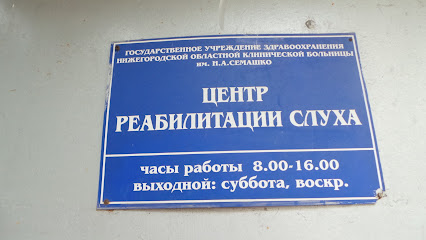 ГОСУДАРСТВЕННОЕ УЧРЕЖДЕНИЕ ЗДРАВООХРАНЕНИЯ
НИЖЕГОРОДСКОЙ ОБЛАСТНОЙ КЛИНИЧЕСКОЙ БОЛЬНИЦЫ
им. Н.А.СЕМАШКО
ЦЕНТР
РЕАБИЛИТАЦИИ СЛУХА
часы работы 8.00-16.00
выходной: суббота, воскр.